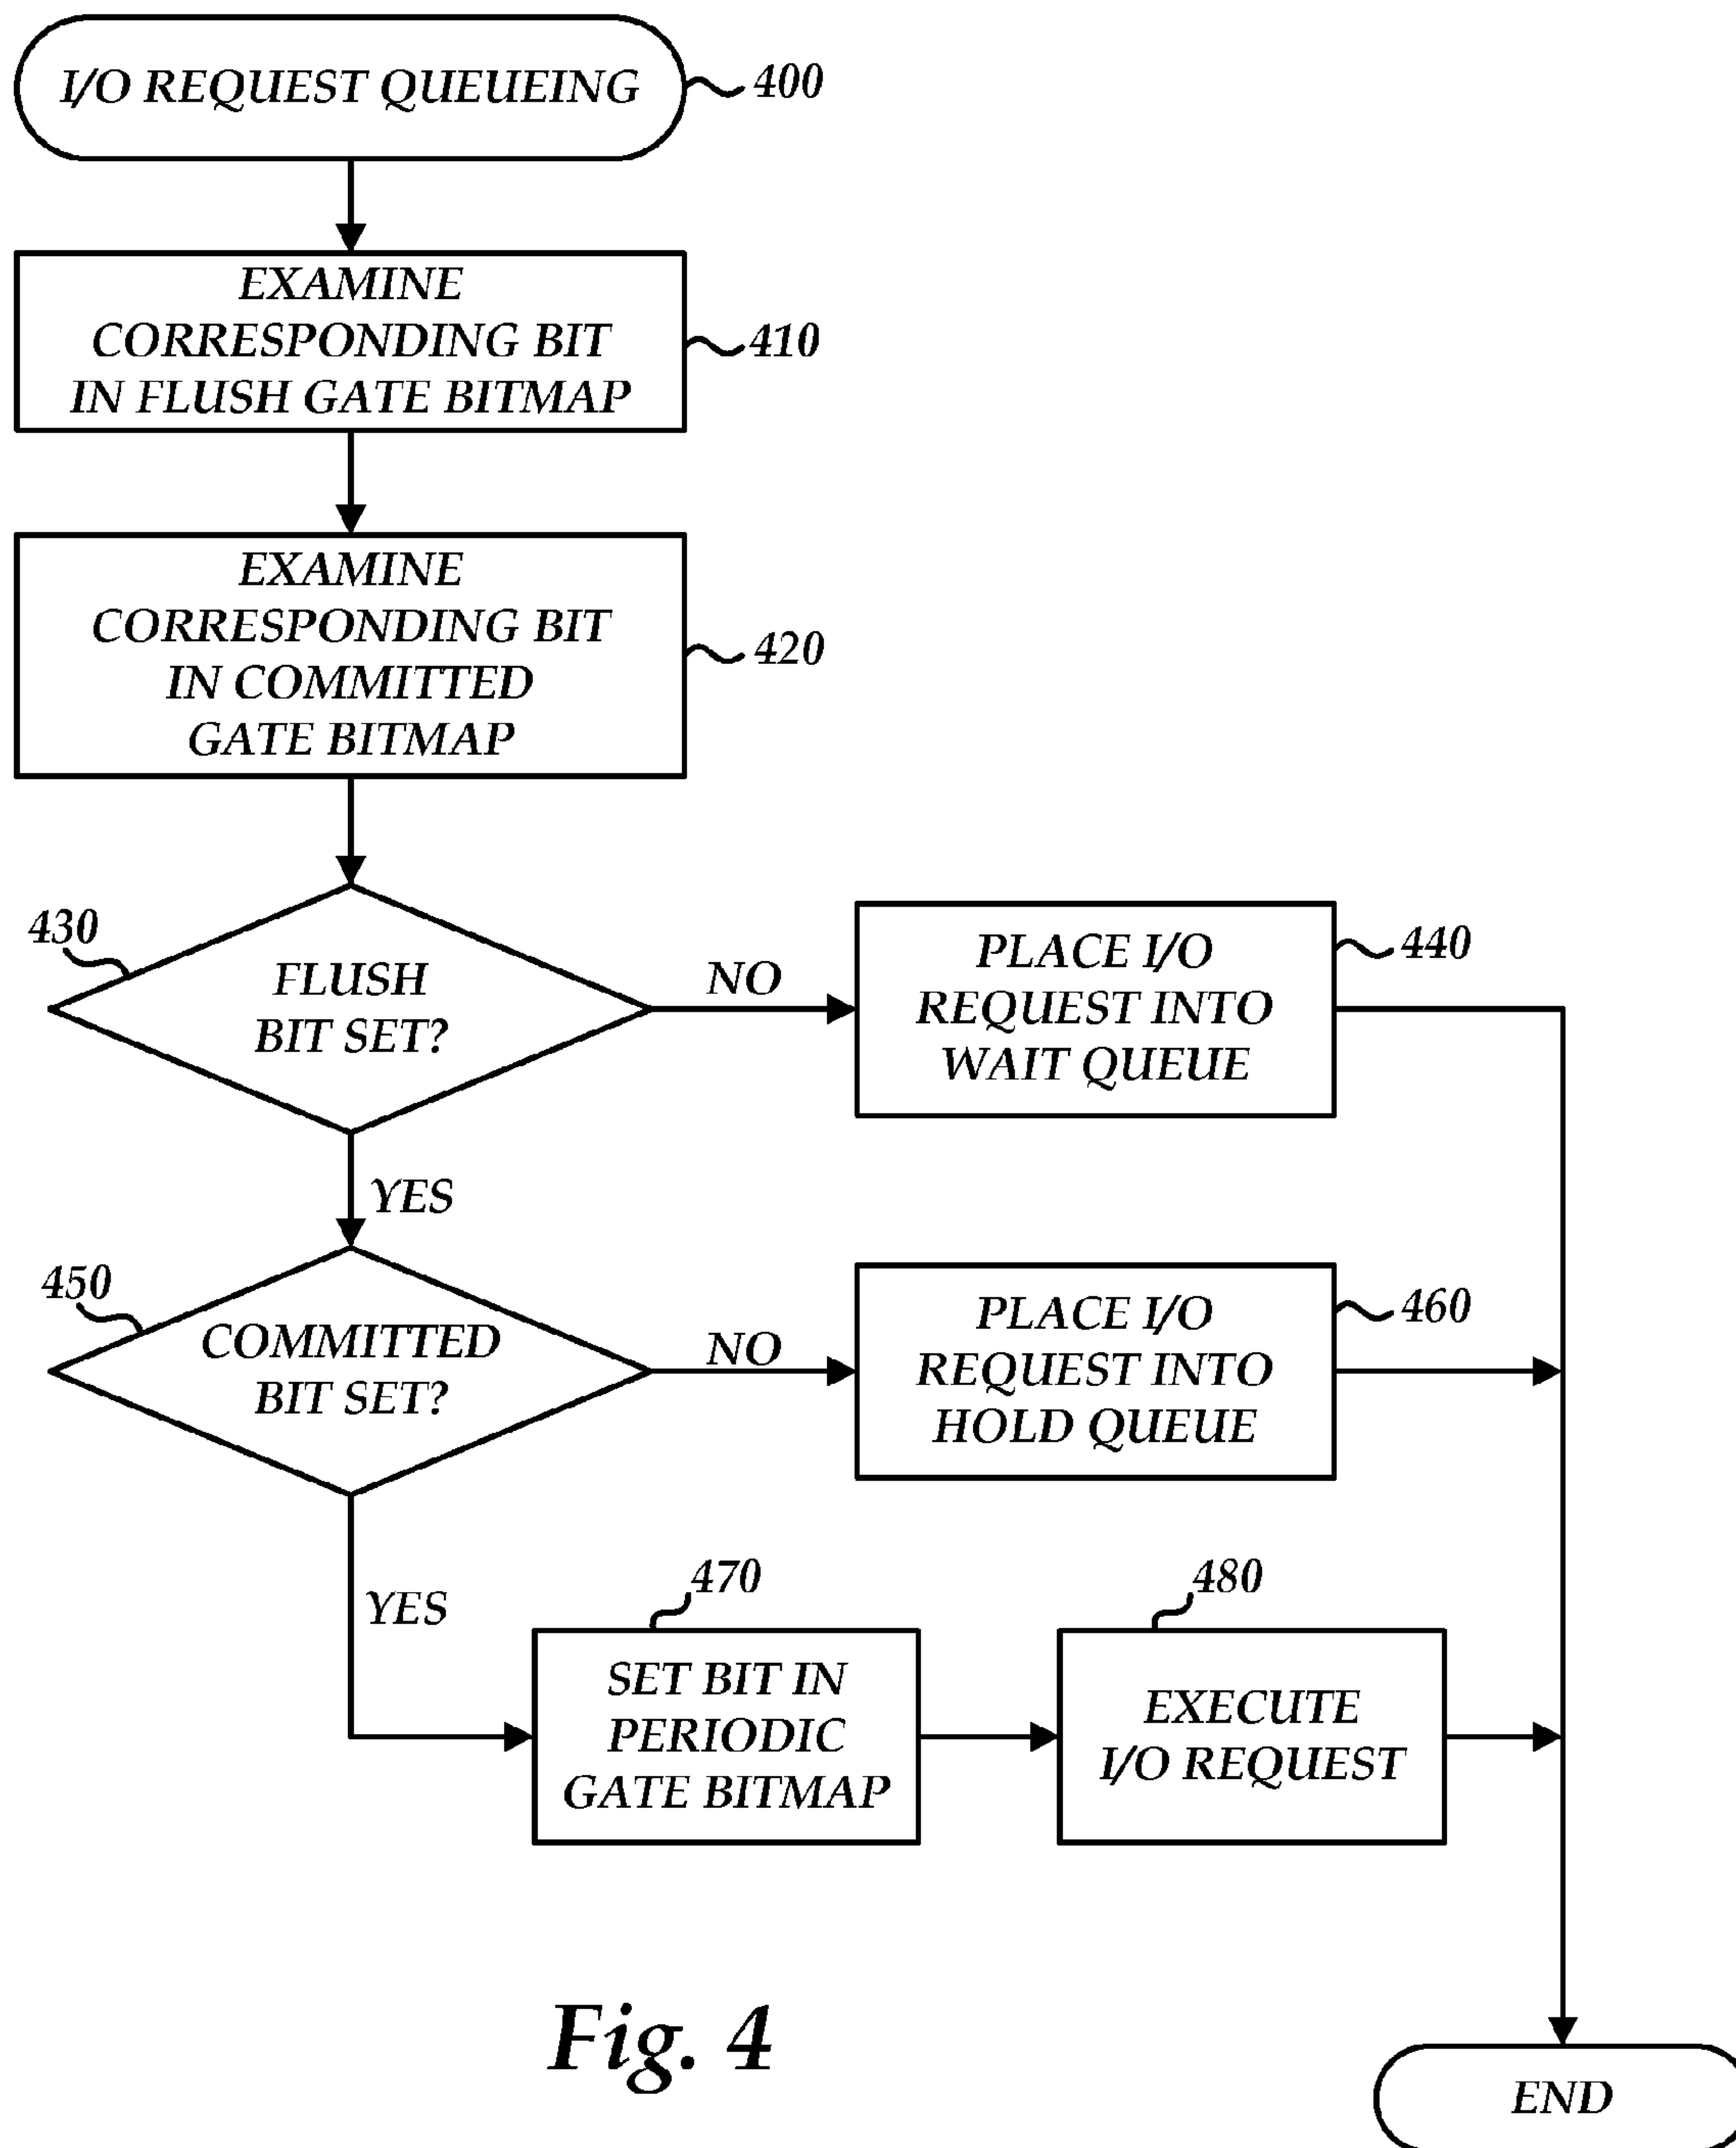 I/O REQUEST QUEUEING
400
EXAMINE
CORRESPONDING BIT
IN FLUSH GATE BITMAP
410
EXAMINE
CORRESPONDING BIT
IN COMMITTED
GATE BITMAP
420
430
FLUSH
BIT SET?
NO
PLACE I/O
REQUEST INTO
WAIT QUEUE
440
YES
450
COMMITTED
BIT SET?
NO
PLACE I/O
REQUEST INTO
HOLD QUEUE
460
YES
470
SET BIT IN
PERIODIC
GATE BITMAP
480
EXECUTE
I/O REQUEST
Fig. 4
END